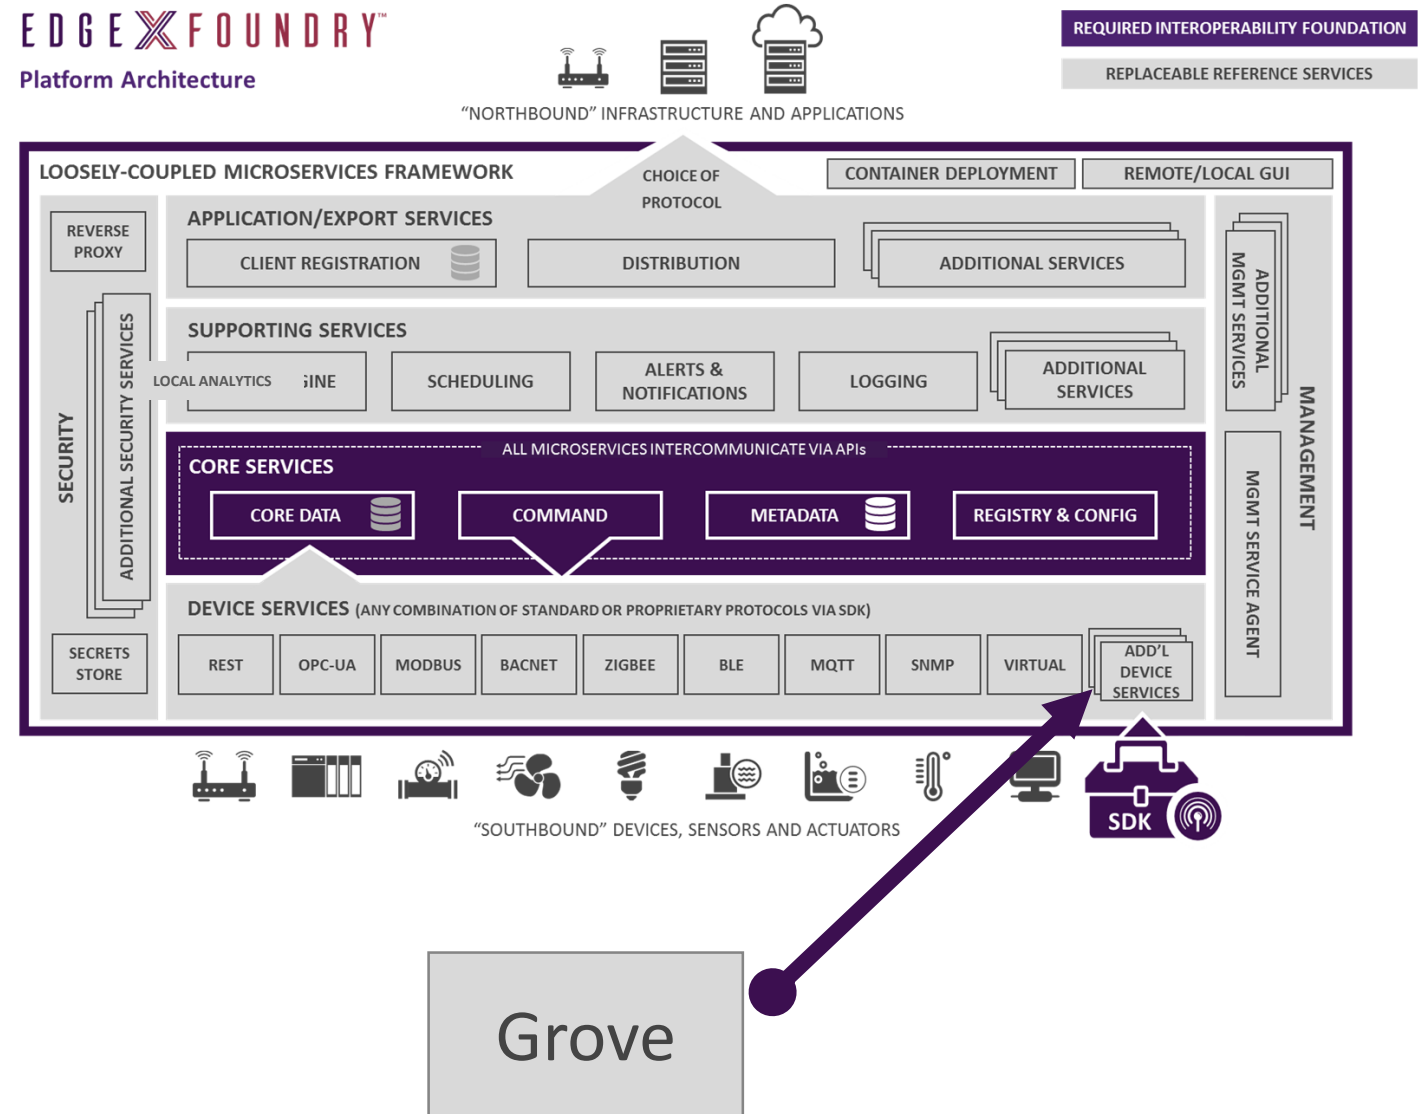 EDGE X FOUNDRY™
Platform Architecture
REQUIRED INTEROPERABILITY FOUNDATION
REPLACEABLE REFERENCE SERVICES
“NORTHBOUND” INFRASTRUCTURE AND APPLICATIONS
LOOSELY-COUPLED MICROSERVICES FRAMEWORK
CHOICE OF
PROTOCOL
CONTAINER DEPLOYMENT
REMOTE/LOCAL GUI
REVERSE
PROXY
ADDITIONAL SECURITY SERVICES
SECURITY
SECRETS
STORE
APPLICATION/EXPORT SERVICES
CLIENT REGISTRATION
DISTRIBUTION
ADDITIONAL SERVICES
SUPPORTING SERVICES
LOCAL ANALYTICS
GINE
SCHEDULING
ALERTS &
NOTIFICATIONS
LOGGING
ADDITIONAL
SERVICES
ALL MICROSERVICES INTERCOMMUNICATE VIA APIs
CORE SERVICES
CORE DATA
COMMAND
METADATA
REGISTRY & CONFIG
DEVICE SERVICES (ANY COMBINATION OF STANDARD OR PROPRIETARY PROTOCOLS VIA SDK)
REST
OPC-UA
MODBUS
BACNET
ZIGBEE
BLE
MQTT
SNMP
VIRTUAL
ADD’L
DEVICE
SERVICES
ADDITIONAL
MGMT SERVICES
MANAGEMENT
MGMT SERVICE AGENT
SDK
“SOUTHBOUND” DEVICES, SENSORS AND ACTUATORS
Grove